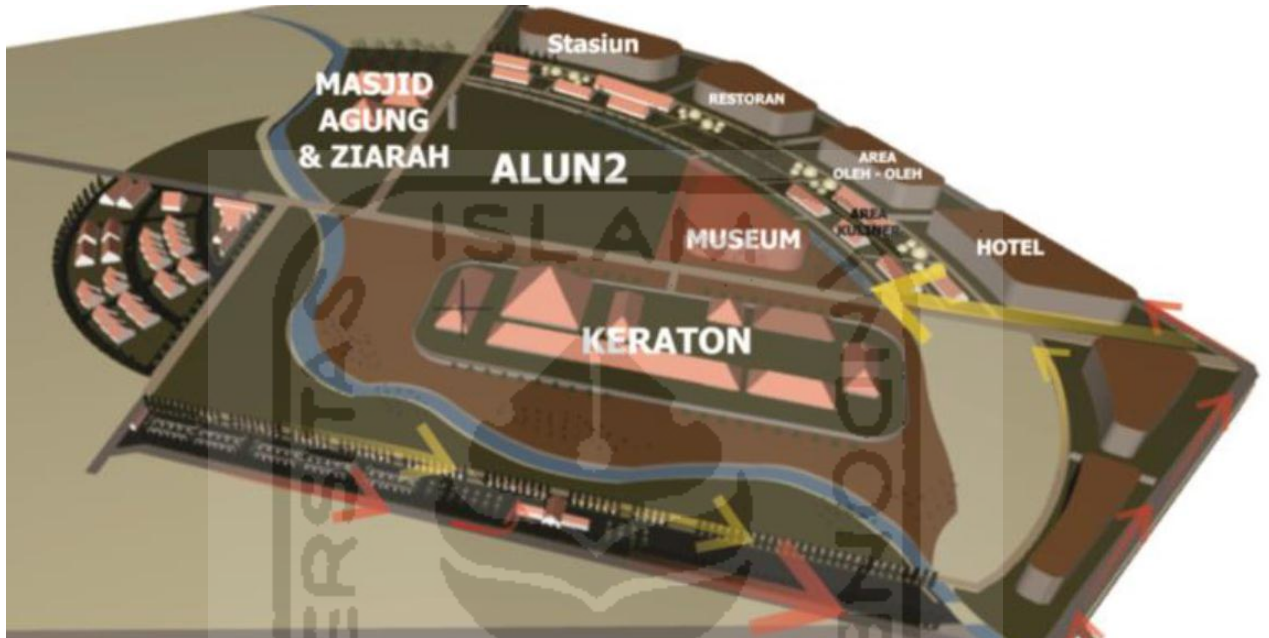 Stasiun
MASJID
AGUNG
& ZIARAH
RESTORAN
ALUN2
AREA
OLEH - OLEH
AREA
KULINER
MUSEUM
HOTEL
KERATON
ISLAM